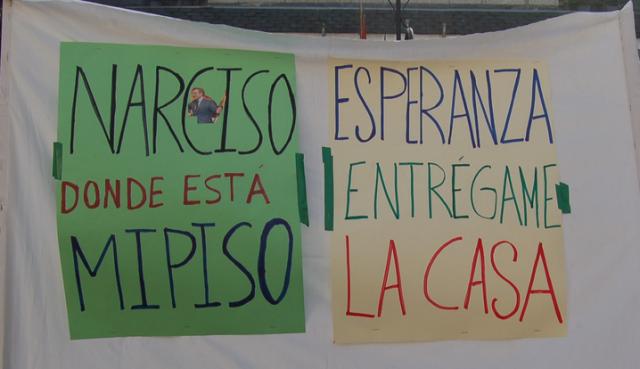 NARCISO
DONDE ESTÁ
MIPISO
ESPERANZA
ENTRÉGAME
LA CASA